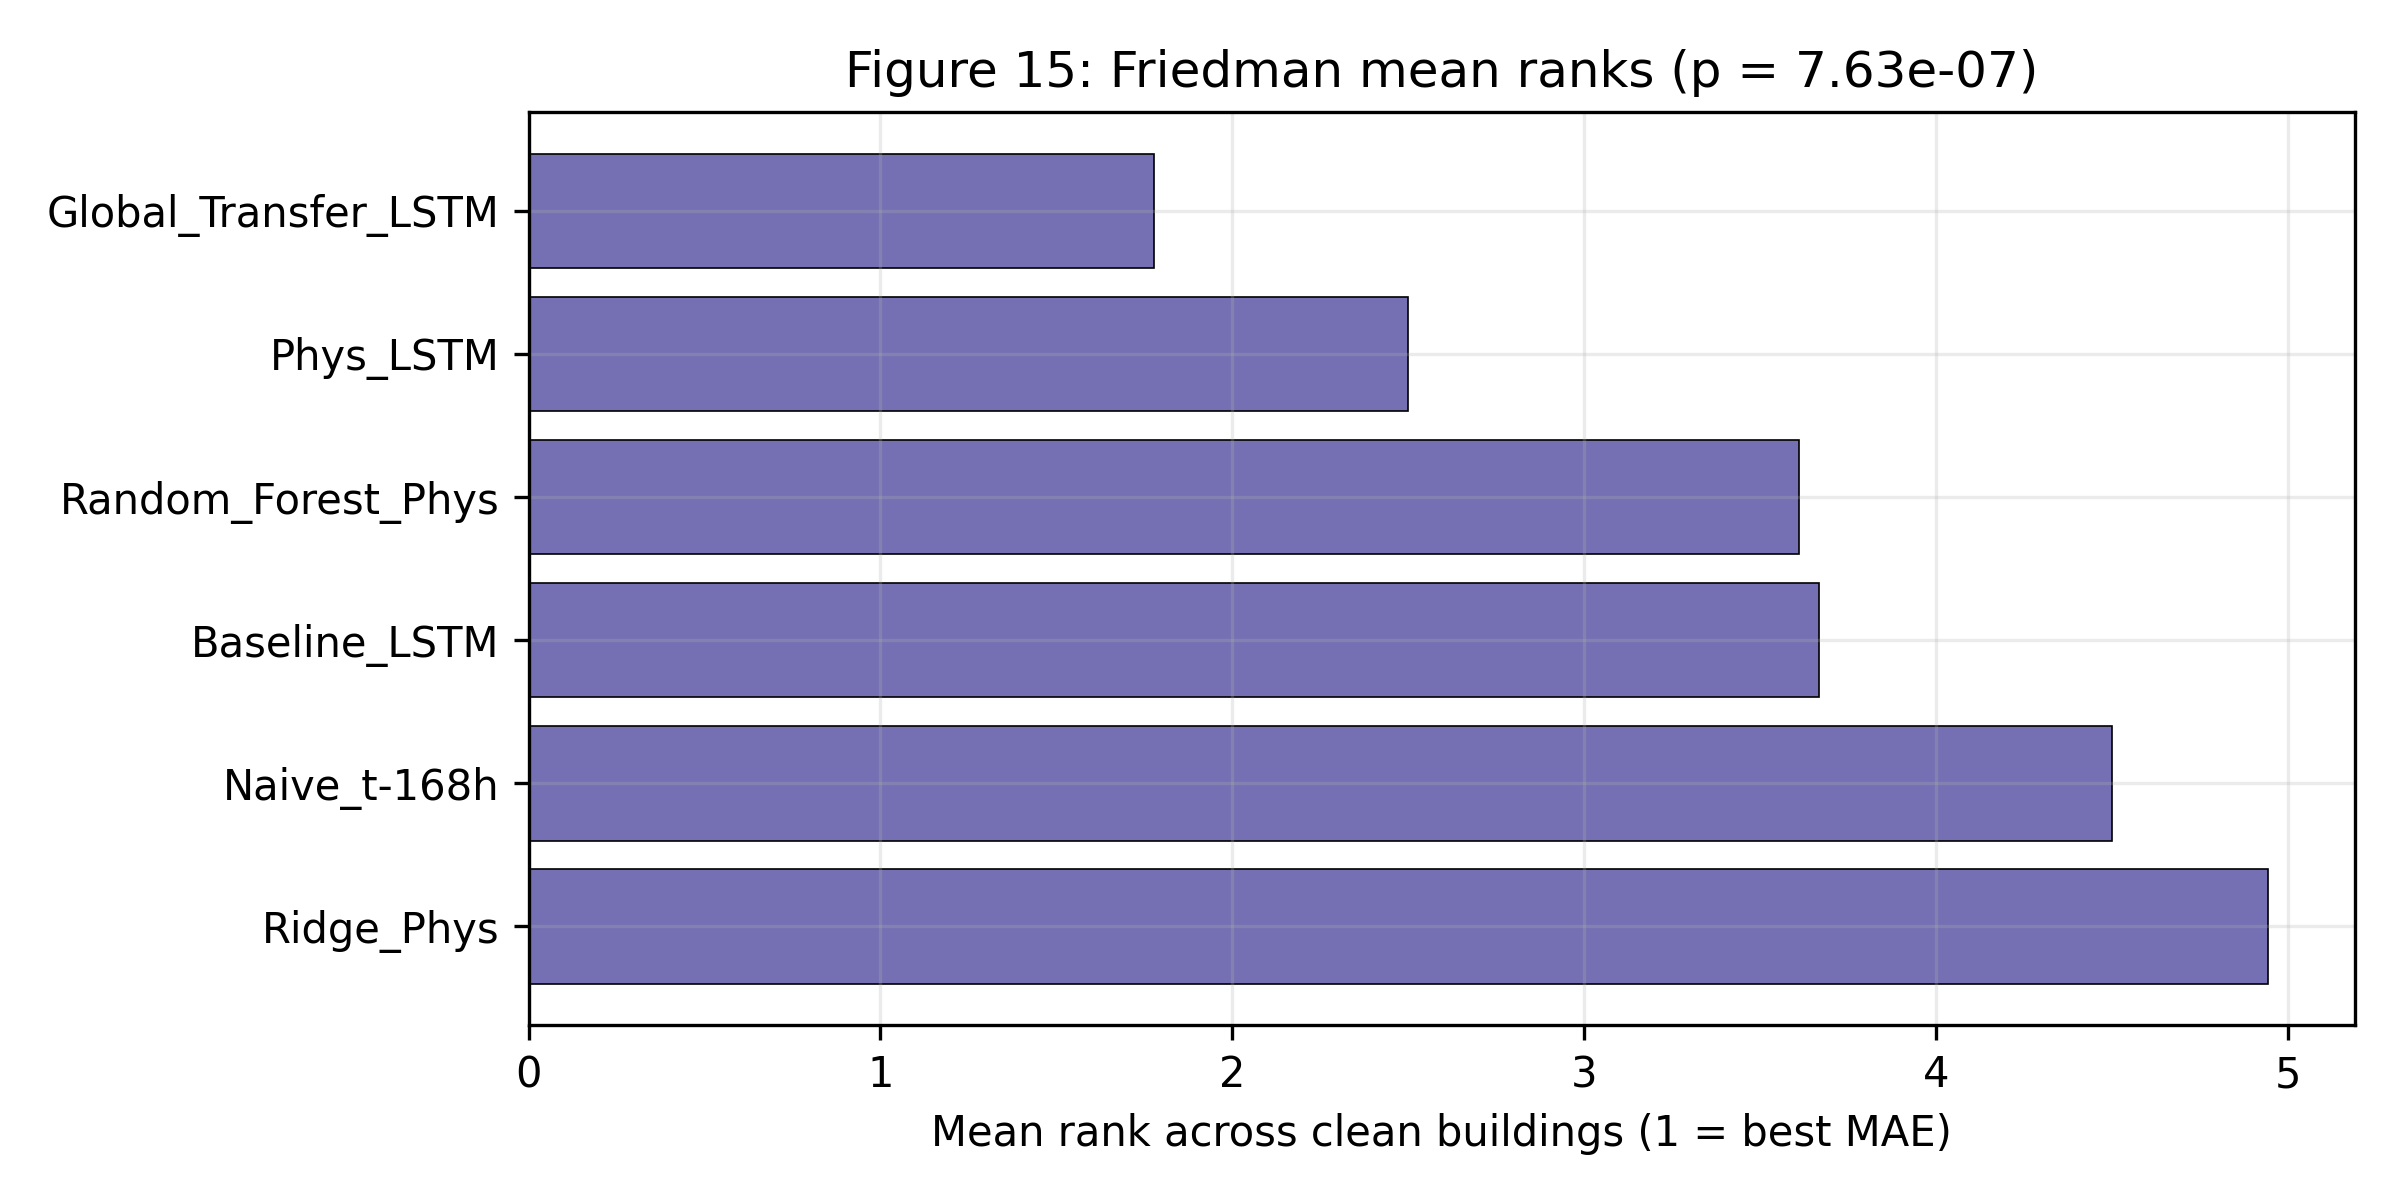 Figure 15: Friedman mean ranks (p = 7.63e-07)
Global_Transfer_LSTM
Phys_LSTM
Random_Forest_Phys
Baseline_LSTM
Naive_t-168h
Ridge_Phys
0 1 2 3 4 5
Mean rank across clean buildings (1 = best MAE)